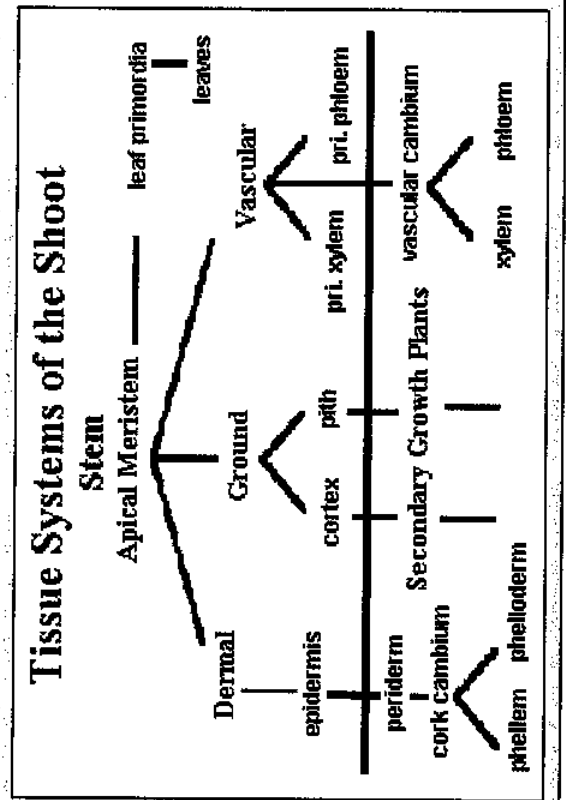 Tissue Systems of the Shoot
Stem
Apical Meristem leaf primordia
leaves
Dermal Ground Vascular
epidermis cortex pith pri. xylem pri. phloem
periderm Secondary Growth Plants vascular cambium
cork cambium
phellem phelloderm xylem phloem